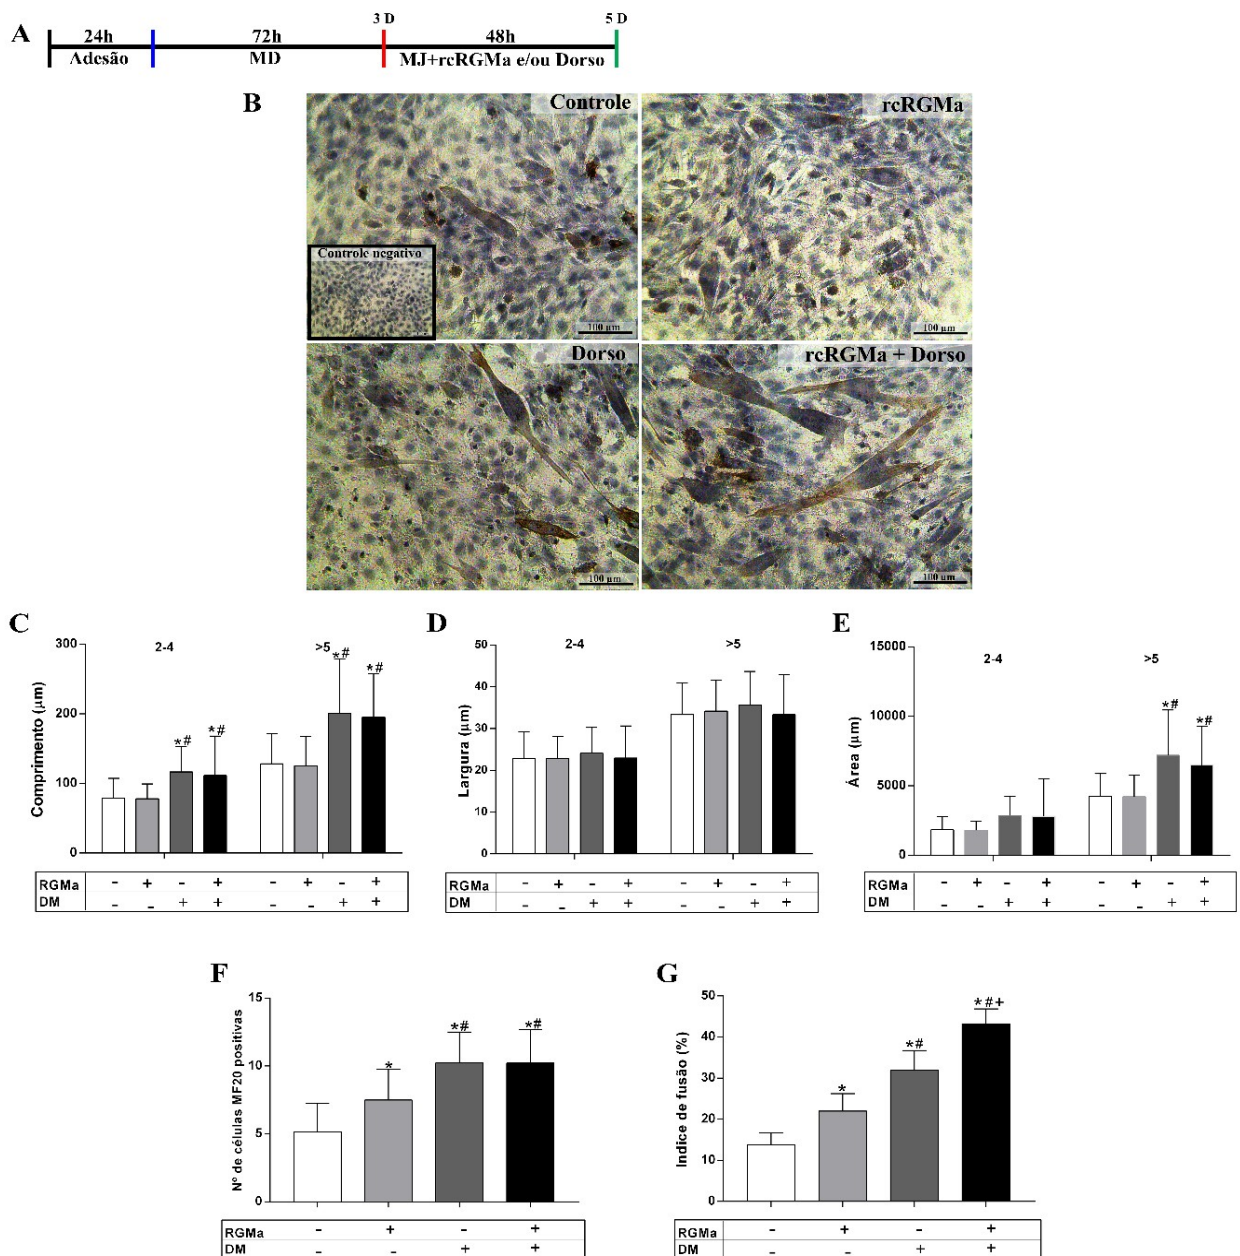 A
24h 72h 3 D 48h 5 D
Adesão MD MJ+rcRGMa e/ou Dorso
B
Controle rcRGMa
Controle negativo
100 µm 100 µm
Dorso rcRGMa + Dorso
100 µm 100 µm
C
Comprimento (µm)
300
200
100
0
2-4 >5
*# *# *# *#
RGMa - + - + - + - +
DM - - + + - - + +
D
Largura (µm)
50
40
30
20
10
0
2-4 >5
RGMa - + - + - + - +
DM - - + + - - + +
E
Área (µm)
15000
10000
5000
0
2-4 >5
*# *#
RGMa - + - + - + - +
DM - - + + - - + +
F
Nº de células MF20 positivas
15
10
5
0
* *# *#
RGMa - + - +
DM - - + +
G
Indice de fusão (%)
50
40
30
20
10
0
* *# *#+
RGMa - + - +
DM - - + +